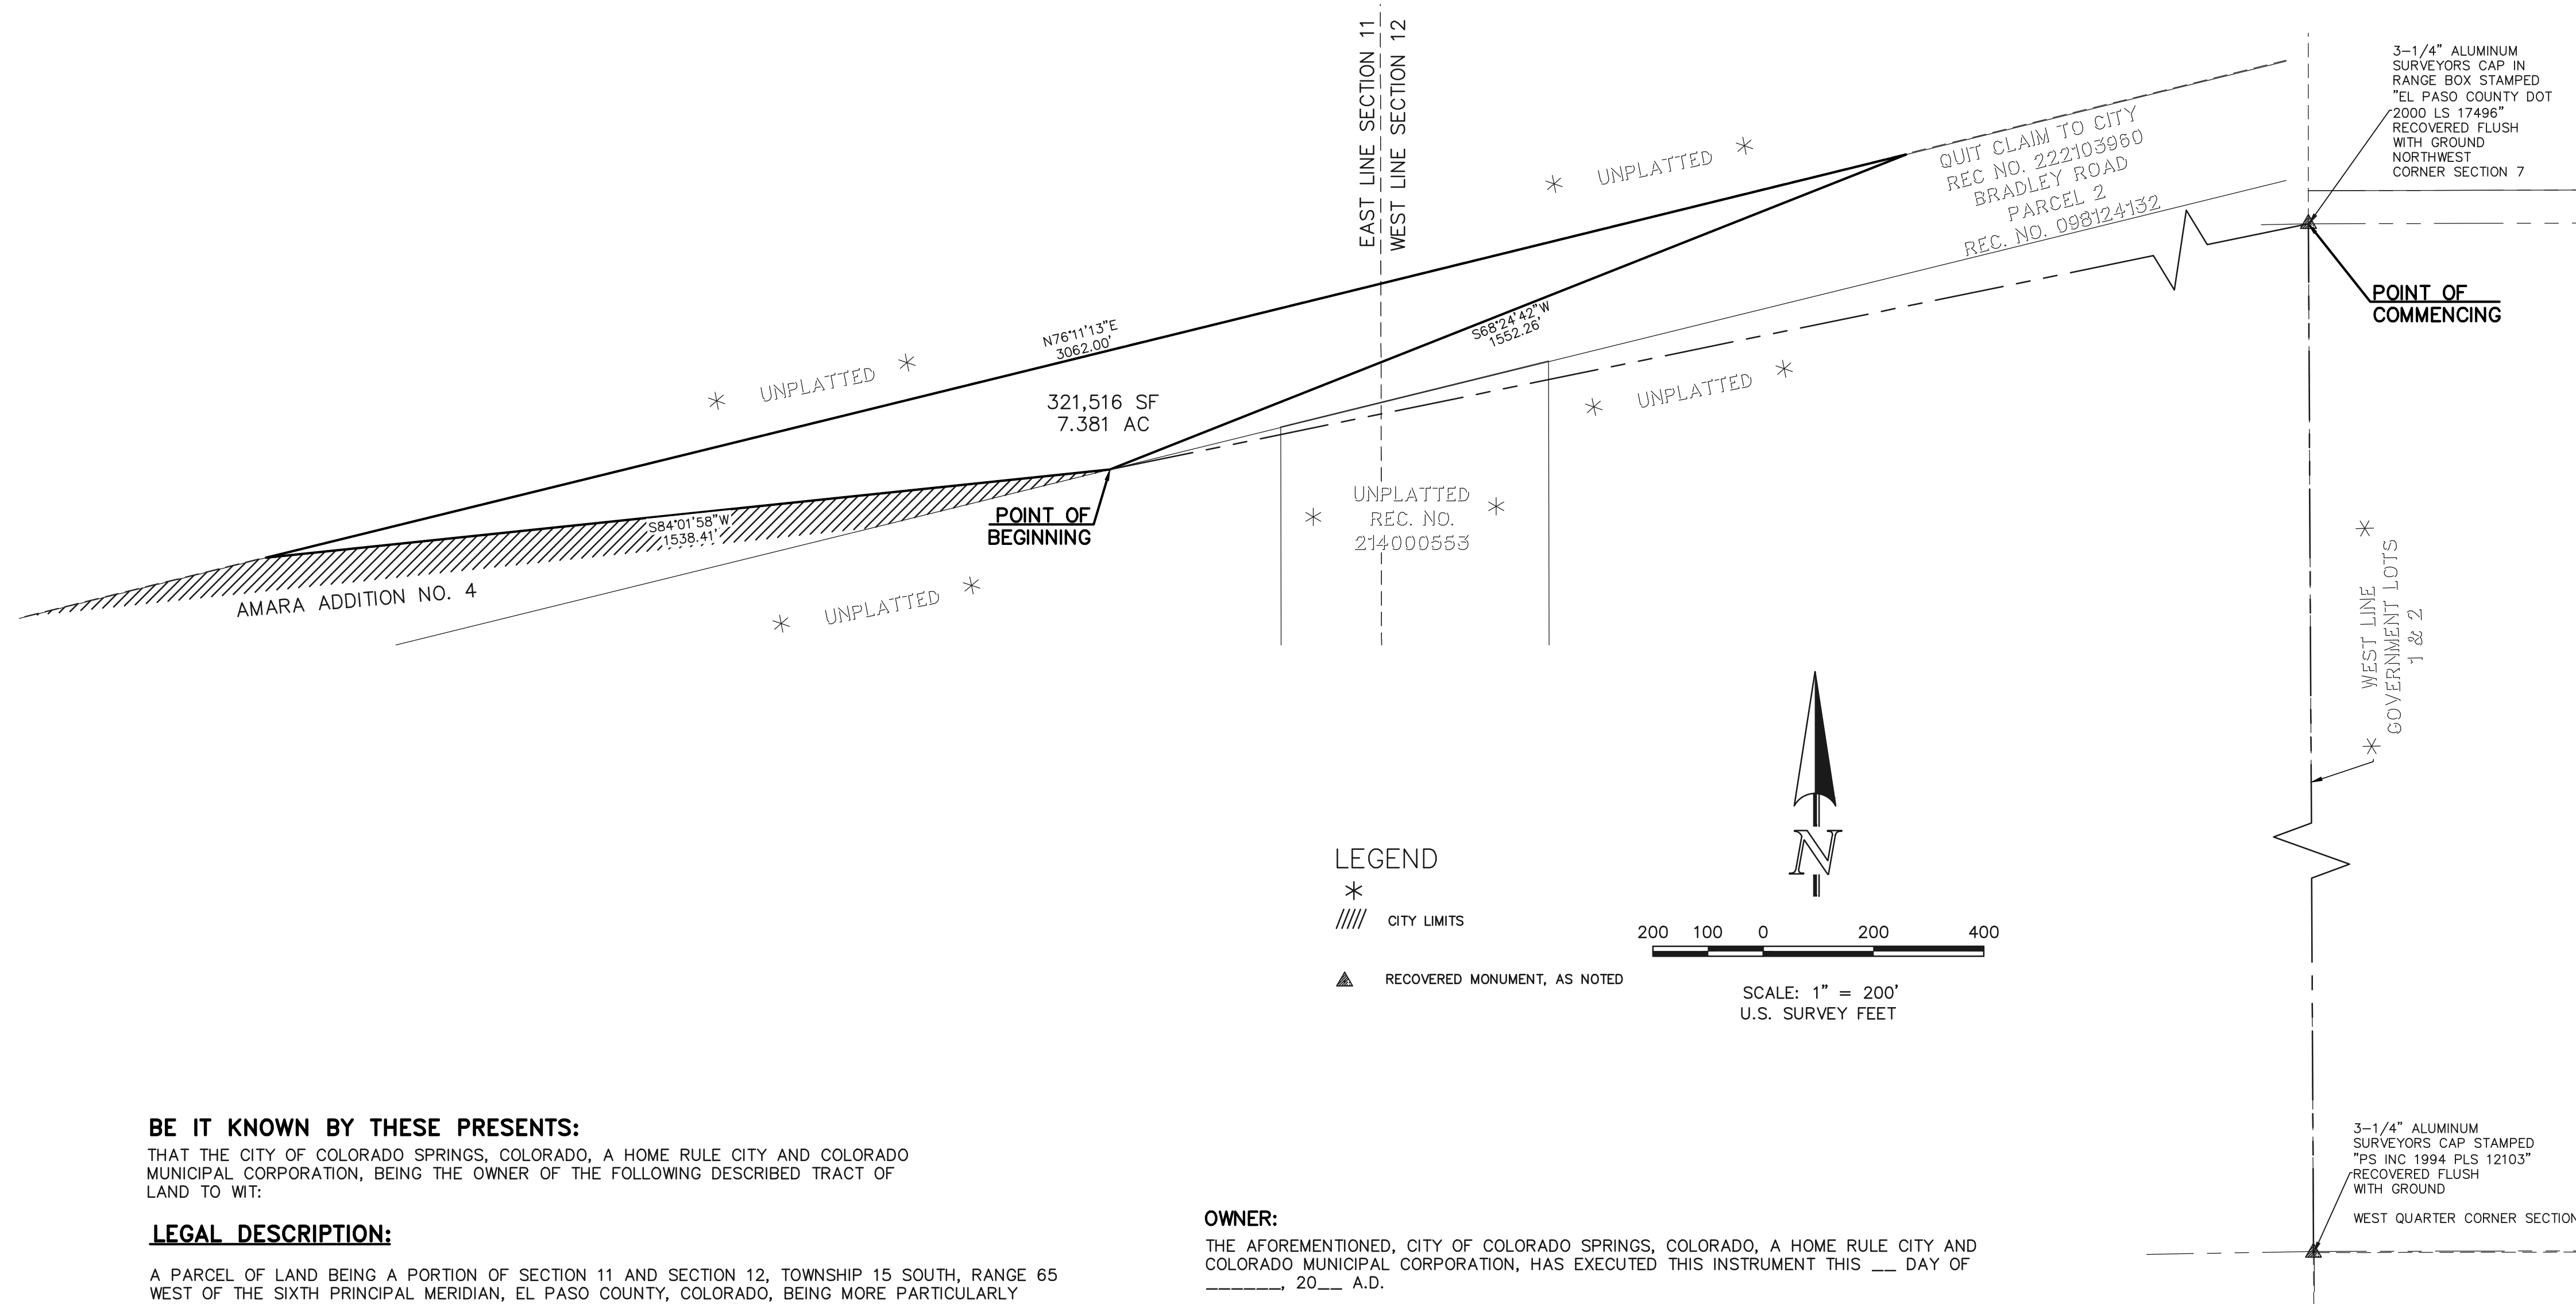 EAST LINE SECTION 11
WEST LINE SECTION 12
3-1/4" ALUMINUM
SURVEYORS CAP IN
RANGE BOX STAMPED
"EL PASO COUNTY DOT
2000 LS 17496"
RECOVERED FLUSH
WITH GROUND
NORTHWEST
CORNER SECTION 7
* UNPLATTED *
QUIT CLAIM TO CITY
REC NO. 222103960
BRADLEY ROAD
PARCEL 2
REC. NO. 098124132
POINT OF
COMMENCING
N76°11'13"E
3062.00'
S68°24'42"W
1552.26'
* UNPLATTED *
* UNPLATTED *
321,516 SF
7.381 AC
POINT OF
BEGINNING
* UNPLATTED *
REC. NO.
214000553
S84°01'58"W
1538.41'
AMARA ADDITION NO. 4
* UNPLATTED *
* WEST LINE *
GOVERNMENT LOTS
1 & 2
N
LEGEND
*
CITY LIMITS
RECOVERED MONUMENT, AS NOTED
200 100 0 200 400
SCALE: 1" = 200'
U.S. SURVEY FEET
3-1/4" ALUMINUM
SURVEYORS CAP STAMPED
"PS INC 1994 PLS 12103"
RECOVERED FLUSH
WITH GROUND
WEST QUARTER CORNER SECTION
BE IT KNOWN BY THESE PRESENTS:
THAT THE CITY OF COLORADO SPRINGS, COLORADO, A HOME RULE CITY AND COLORADO
MUNICIPAL CORPORATION, BEING THE OWNER OF THE FOLLOWING DESCRIBED TRACT OF
LAND TO WIT:
LEGAL DESCRIPTION:
A PARCEL OF LAND BEING A PORTION OF SECTION 11 AND SECTION 12, TOWNSHIP 15 SOUTH, RANGE 65
WEST OF THE SIXTH PRINCIPAL MERIDIAN, EL PASO COUNTY, COLORADO, BEING MORE PARTICULARLY
OWNER:
THE AFOREMENTIONED, CITY OF COLORADO SPRINGS, COLORADO, A HOME RULE CITY AND
COLORADO MUNICIPAL CORPORATION, HAS EXECUTED THIS INSTRUMENT THIS __ DAY OF
______, 20__ A.D.